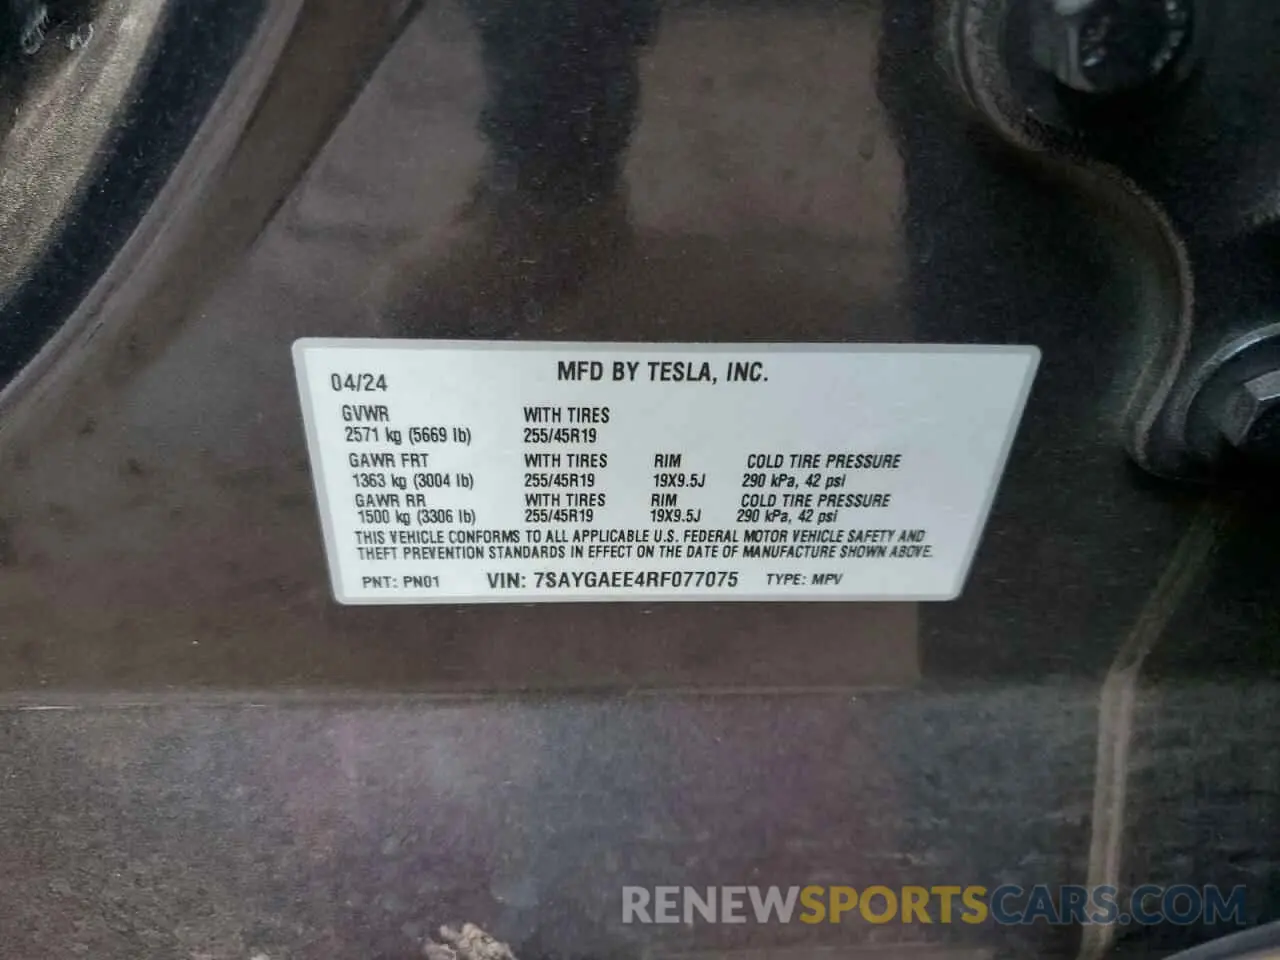 MFD BY TESLA, INC.
04/24
GVWR WITH TIRES
2571 kg (5669 lb) 255/45R19
GAWR FRT WITH TIRES RIM COLD TIRE PRESSURE
1363 kg (3004 lb) 255/45R19 19X9.5J 290 kPa, 42 psi
GAWR RR WITH TIRES RIM COLD TIRE PRESSURE
1500 kg (3306 lb) 255/45R19 19X9.5J 290 kPa, 42 psi
THIS VEHICLE CONFORMS TO ALL APPLICABLE U.S. FEDERAL MOTOR VEHICLE SAFETY AND
THEFT PREVENTION STANDARDS IN EFFECT ON THE DATE OF MANUFACTURE SHOWN ABOVE.
PNT: PN01 VIN: 7SAYGAEE4RF077075 TYPE: MPV
RENEWSPORTSCARS.COM